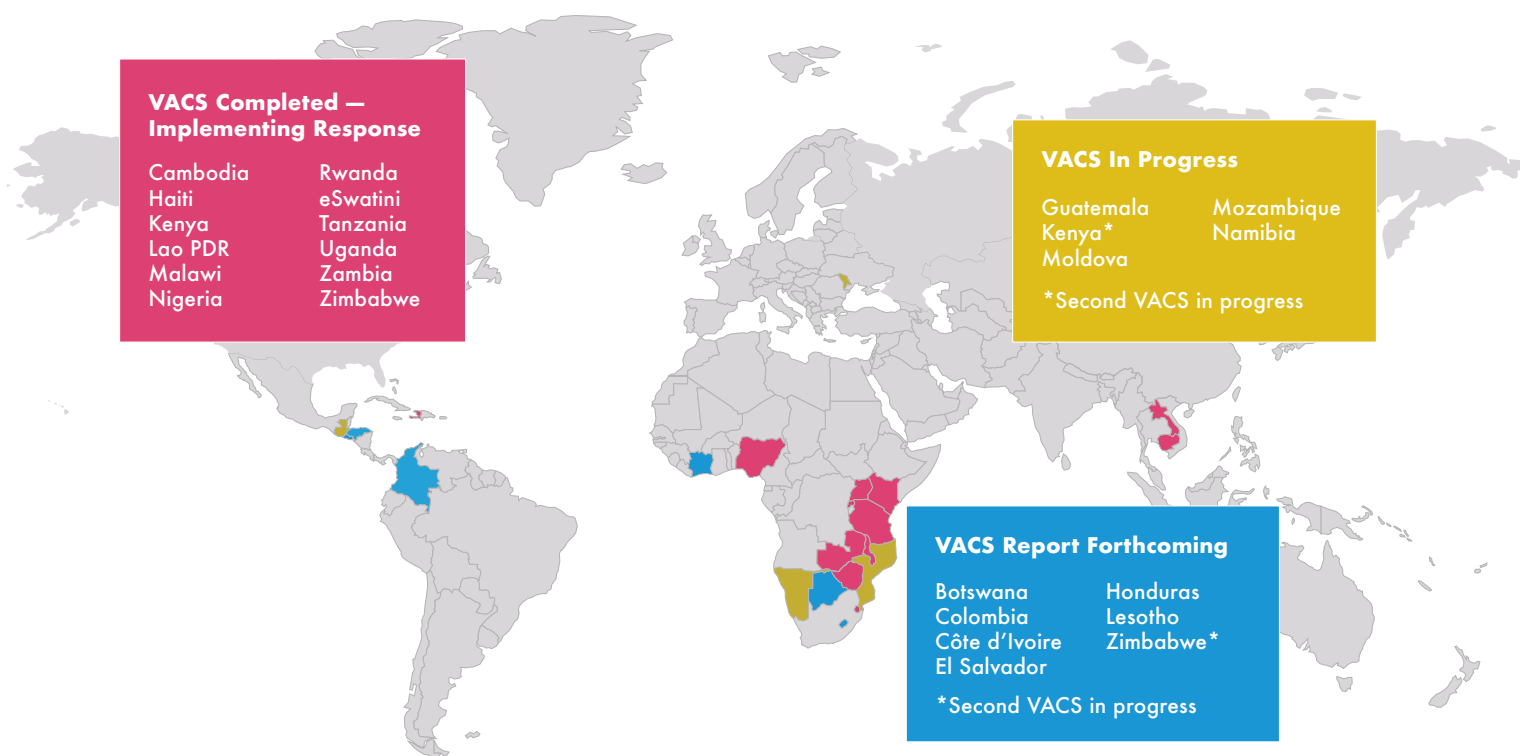 VACS Completed —
Implementing Response
Cambodia
Haiti
Kenya
Lao PDR
Malawi
Nigeria
Rwanda
eSwatini
Tanzania
Uganda
Zambia
Zimbabwe
VACS In Progress
Guatemala
Kenya*
Moldova
Mozambique
Namibia
*Second VACS in progress
VACS Report Forthcoming
Botswana
Colombia
Côte d’Ivoire
El Salvador
Honduras
Lesotho
Zimbabwe*
*Second VACS in progress